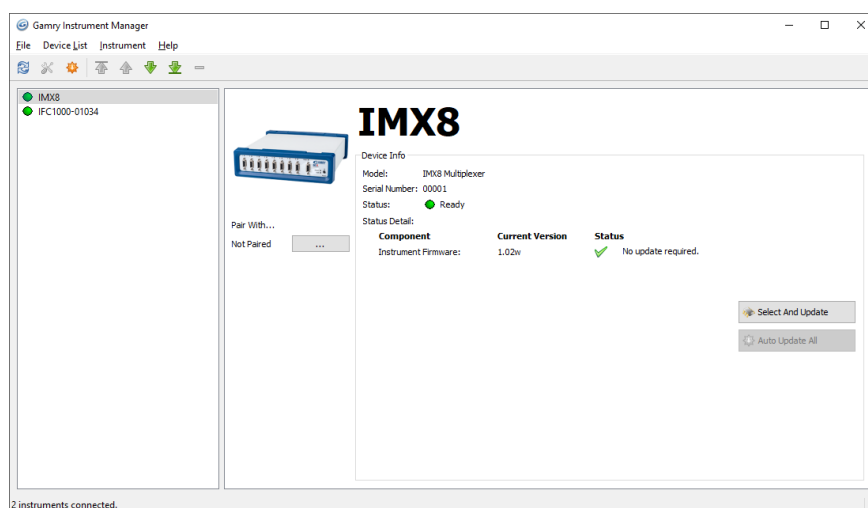 Gamry Instrument Manager
File Device List Instrument Help
IMX8
IFC1000-01034
IMX8
Device Info
Model: IMX8 Multiplexer
Serial Number: 00001
Status: Ready
Status Detail:
Pair With...
Not Paired ...
Component Current Version Status
Instrument Firmware: 1.02w No update required.
Select And Update
Auto Update All
2 instruments connected.